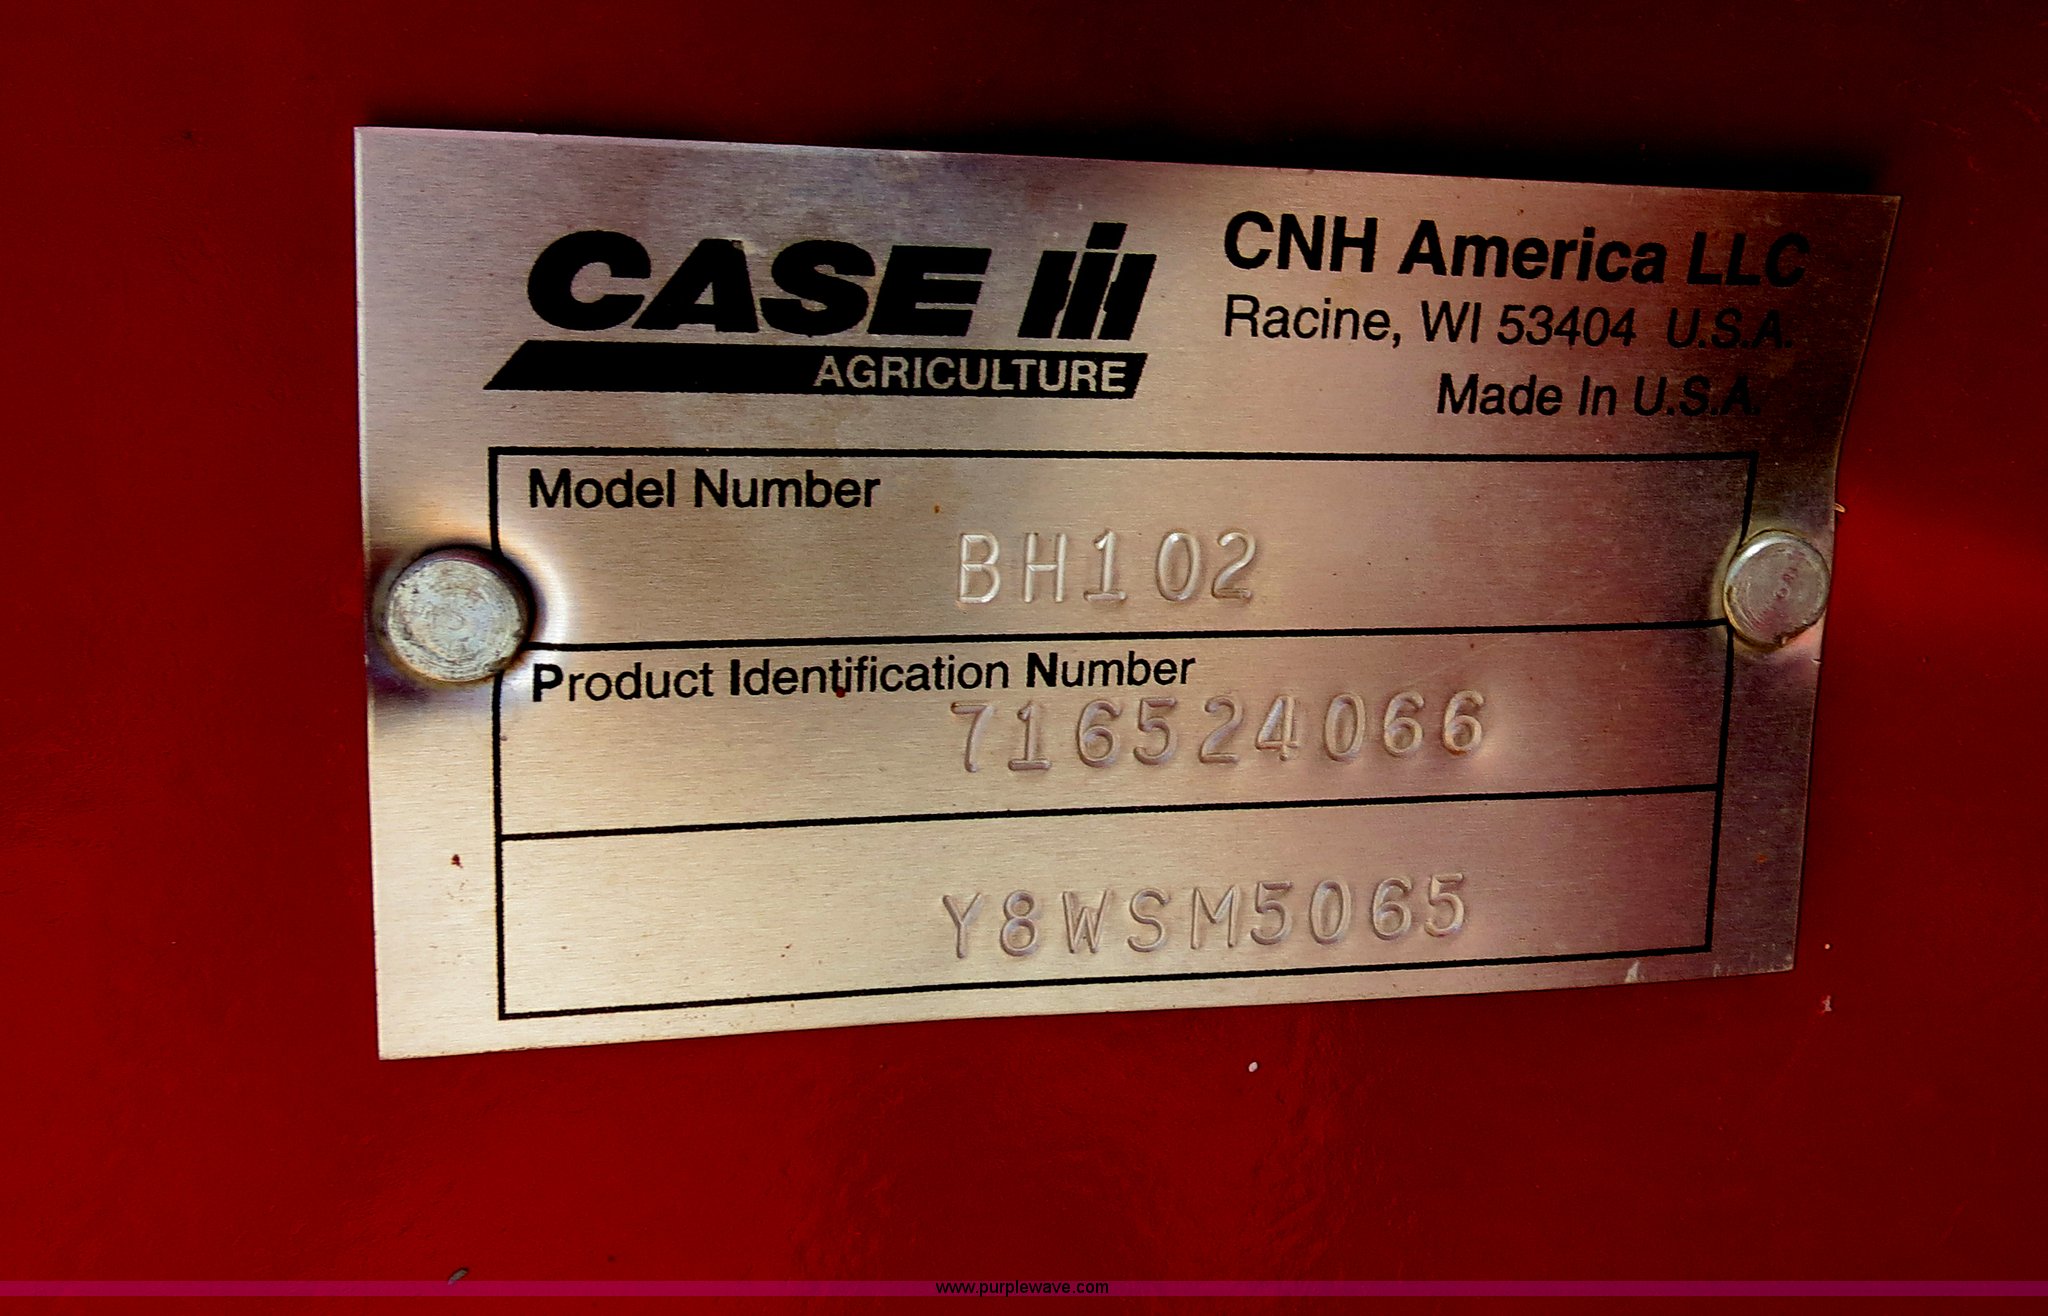 CASE IH
AGRICULTURE
CNH America LLC
Racine, WI 53404 U.S.A.
Made In U.S.A.
Model Number
BH102
Product Identification Number
716524066
Y8WSM5065
www.purplewave.com